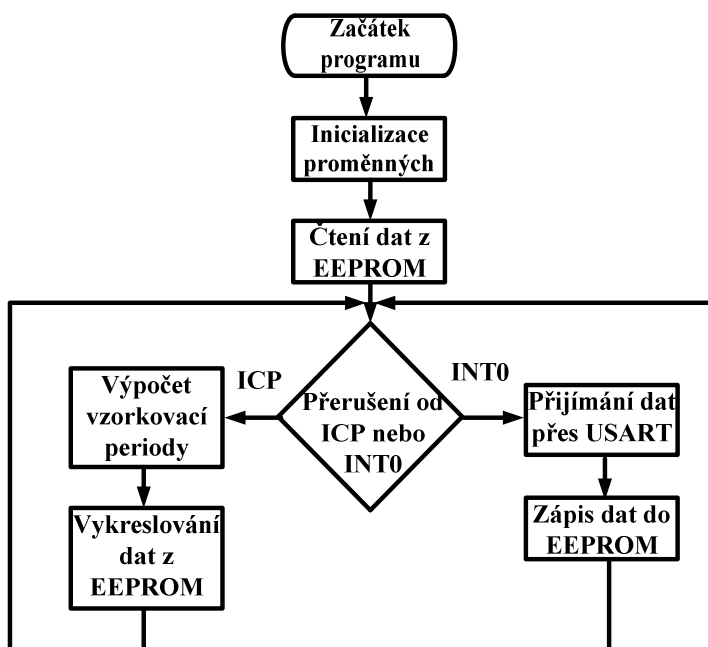 Začátek
programu
Inicializace
proměnných
Čtení dat z
EEPROM
ICP
INT0
Výpočet
vzorkovací
periody
Přerušení od
ICP nebo
INT0
Přijímání dat
přes USART
Vykreslování
dat z
EEPROM
Zápis dat do
EEPROM